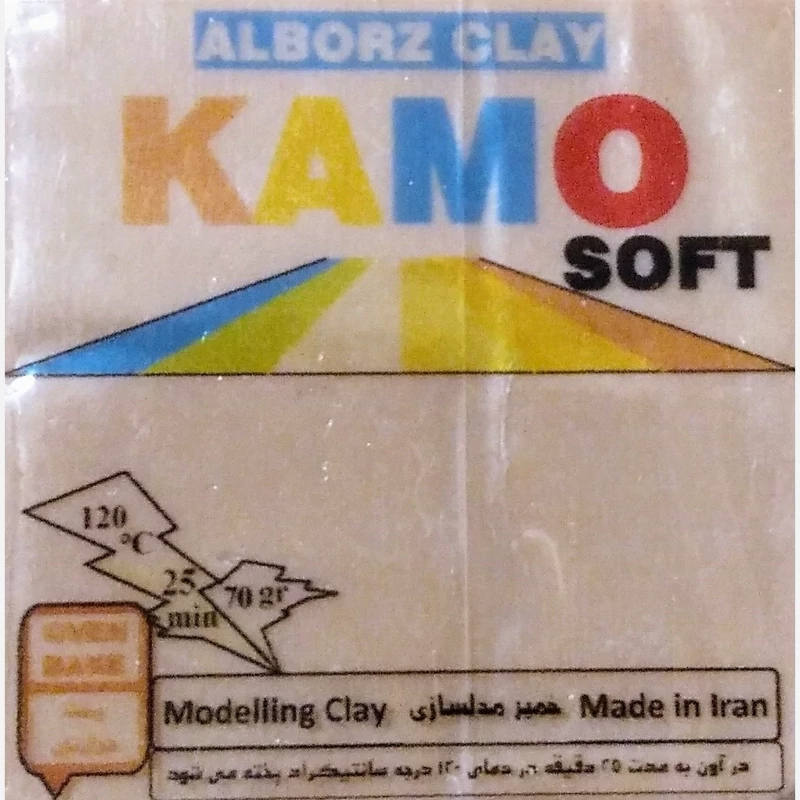 ALBORZ CLAY
KAMO
SOFT
120
°C
25
min
70 gr
OVEN
BAKE
Modelling Clay خمیر مدلسازی Made in Iran
در آون به مدت ۲۵ دقیقه در دمای ۱۲۰ درجه سانتیگراد پخته می شود